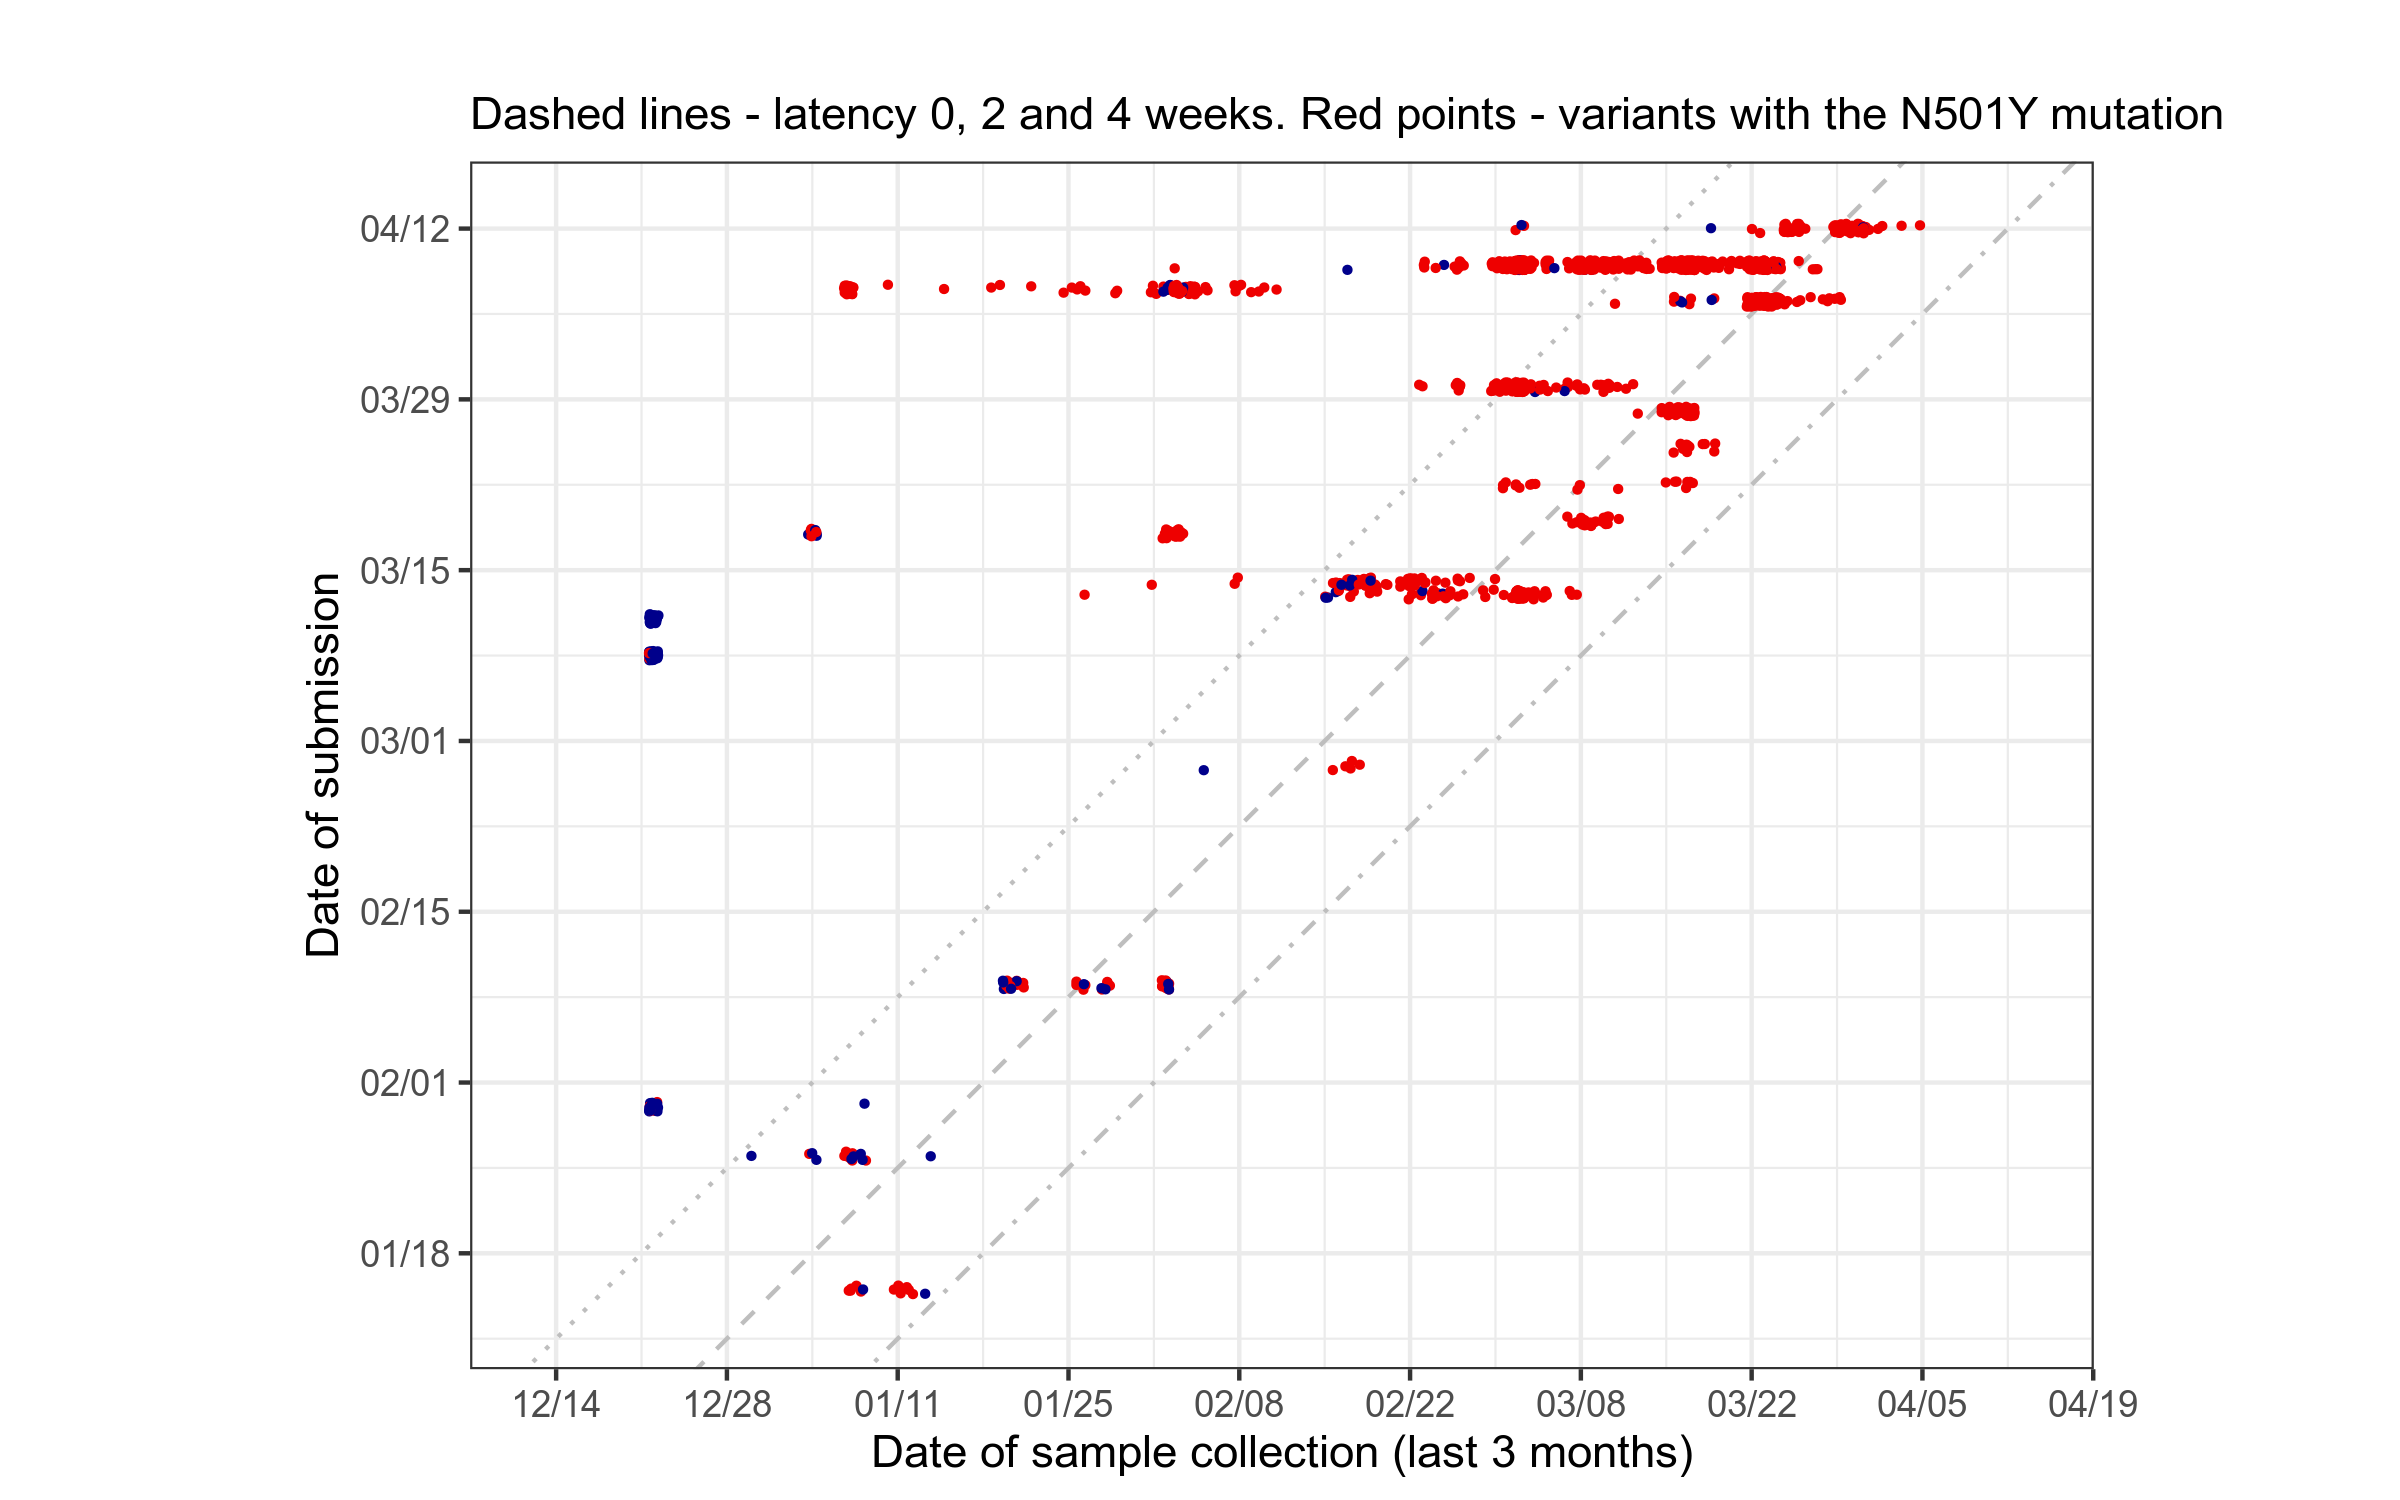 Dashed lines - latency 0, 2 and 4 weeks. Red points - variants with the N501Y mutation
Date of submission
04/12
03/29
03/15
03/01
02/15
02/01
01/18
12/14 12/28 01/11 01/25 02/08 02/22 03/08 03/22 04/05 04/19
Date of sample collection (last 3 months)